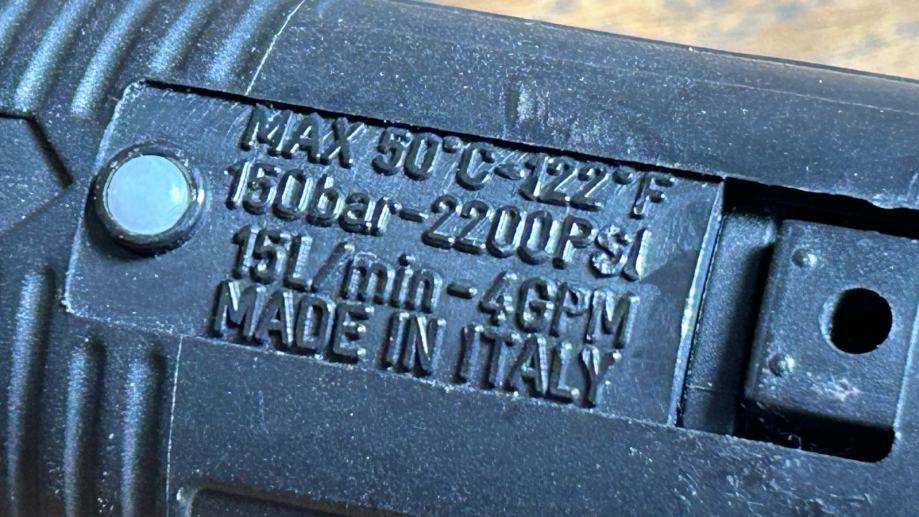 MAX 50°C-122°F
150bar-2200PSI
15L/min-4GPM
MADE IN ITALY